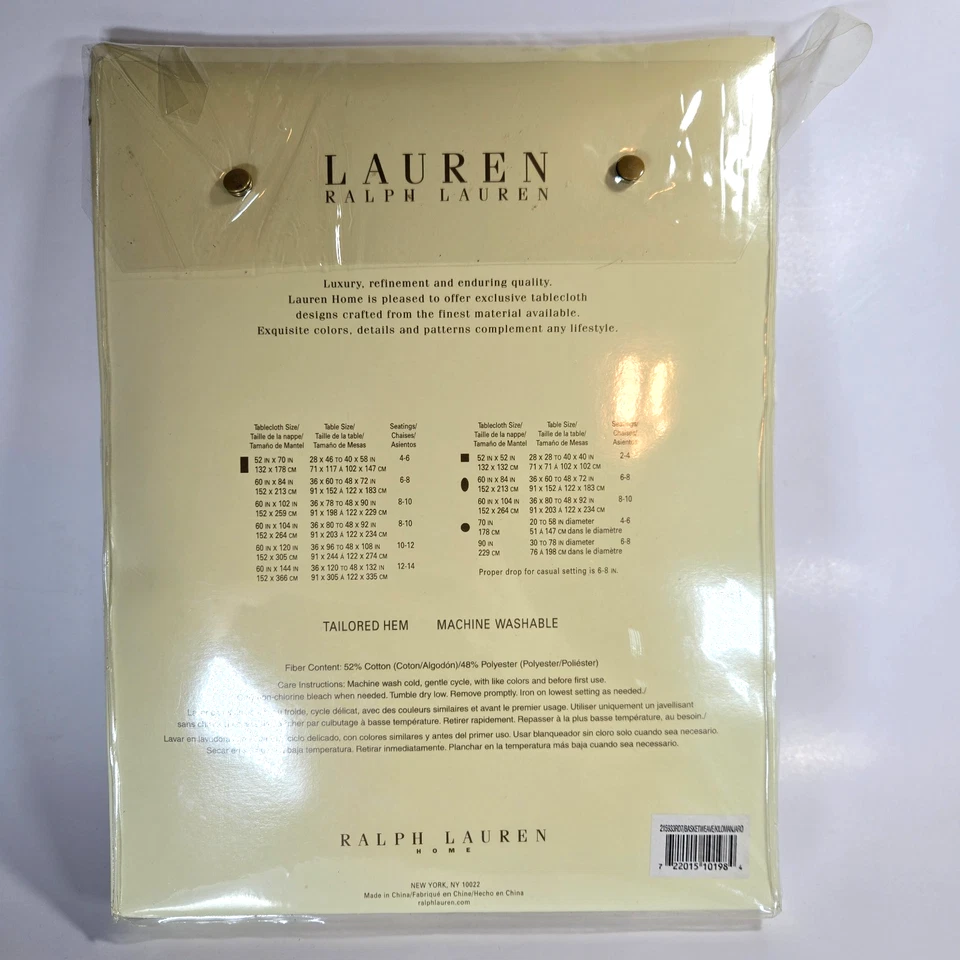 LAUREN
RALPH LAUREN
Luxury, refinement and enduring quality.
Lauren Home is pleased to offer exclusive tablecloth
designs crafted from the finest material available.
Exquisite colors, details and patterns complement any lifestyle.
Tablecloth Size/ Table Size/ Seatings/
Taille de la nappe/ Taille de la table/ Chaises/
Tamaño de Mantel Tamaño de Mesas Asientos
52 IN X 70 IN 28 X 46 TO 40 X 58 IN 4-6
132 X 178 CM 71 X 117 À 102 X 147 CM
60 IN X 84 IN 36 X 60 TO 48 X 72 IN 6-8
152 X 213 CM 91 X 152 À 122 X 183 CM
60 IN X 102 IN 36 X 78 TO 48 X 90 IN 8-10
152 X 259 CM 91 X 198 À 122 X 229 CM
60 IN X 104 IN 36 X 80 TO 48 X 92 IN 8-10
152 X 264 CM 91 X 203 À 122 X 234 CM
60 IN X 120 IN 36 X 96 TO 48 X 108 IN 10-12
152 X 305 CM 91 X 244 À 122 X 274 CM
60 IN X 144 IN 36 X 120 TO 48 X 132 IN 12-14
152 X 366 CM 91 X 305 À 122 X 335 CM
Tablecloth Size/ Table Size/ Seatings/
Taille de la nappe/ Taille de la table/ Chaises/
Tamaño de Mantel Tamaño de Mesas Asientos
52 IN X 52 IN 28 X 28 TO 40 X 40 IN 2-4
132 X 132 CM 71 X 71 À 102 X 102 CM
60 IN X 84 IN 36 X 60 TO 48 X 72 IN 6-8
152 X 213 CM 91 X 152 À 122 X 183 CM
60 IN X 104 IN 36 X 80 TO 48 X 92 IN 8-10
152 X 264 CM 91 X 203 À 122 X 234 CM
70 IN 20 TO 58 IN diameter 4-6
178 CM 51 À 147 CM dans le diamètre
90 IN 30 TO 78 IN diameter 6-8
229 CM 76 À 198 CM dans le diamètre
Proper drop for casual setting is 6-8 IN.
TAILORED HEM MACHINE WASHABLE
Fiber Content: 52% Cotton (Coton/Algodón)/48% Polyester (Polyester/Poliéster)
Care Instructions: Machine wash cold, gentle cycle, with like colors and before first use.
non-chlorine bleach when needed. Tumble dry low. Remove promptly. Iron on lowest setting as needed./
froide, cycle délicat, avec des couleurs similaires et avant le premier usage. Utiliser uniquement un javellisant
sans par culbutage à basse température. Retirer rapidement. Repasser à la plus basse température, au besoin./
Lavar en ciclo delicado, con colores similares y antes del primer uso. Usar blanqueador sin cloro solo cuando sea necesario.
Secar baja temperatura. Retirar inmediatamente. Planchar en la temperatura más baja cuando sea necesario.
RALPH LAUREN
HOME
NEW YORK, NY 10022
Made in China/Fabriqué en Chine/Hecho en China
ralphlauren.com
7 22015 10198 4